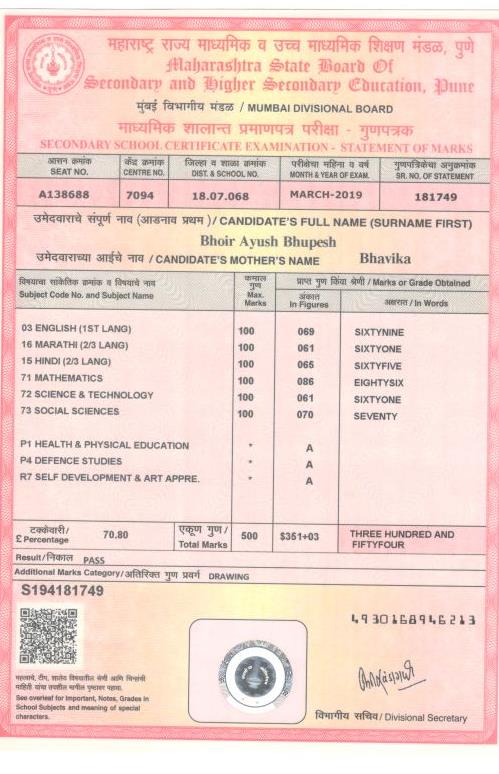 महाराष्ट्र राज्य माध्यमिक व उच्च माध्यमिक शिक्षण मंडळ, पुणे
Maharashtra State Board Of
Secondary and Higher Secondary Education, Pune
मुंबई विभागीय मंडळ / MUMBAI DIVISIONAL BOARD
माध्यमिक शालान्त प्रमाणपत्र परीक्षा - गुणपत्रक
SECONDARY SCHOOL CERTIFICATE EXAMINATION - STATEMENT OF MARKS
आसन क्रमांक केंद्र क्रमांक जिल्हा व शाळा क्रमांक परीक्षेचा महिना व वर्ष गुणपत्रिकेचा अनुक्रमांक
SEAT NO. CENTRE NO. DIST. & SCHOOL NO. MONTH & YEAR OF EXAM. SR. NO. OF STATEMENT
A138688 7094 18.07.068 MARCH-2019 181749
उमेदवाराचे संपूर्ण नाव (आडनाव प्रथम) / CANDIDATE'S FULL NAME (SURNAME FIRST)
Bhoir Ayush Bhupesh
उमेदवाराच्या आईचे नाव / CANDIDATE'S MOTHER'S NAME Bhavika
विषयाचा सांकेतिक क्रमांक व विषयाचे नाव कमाल गुण प्राप्त गुण किंवा श्रेणी / Marks or Grade Obtained
Subject Code No. and Subject Name Max. Marks अंकात In Figures अक्षरात / In Words
03 ENGLISH (1ST LANG) 100 069 SIXTYNINE
16 MARATHI (2/3 LANG) 100 061 SIXTYONE
15 HINDI (2/3 LANG) 100 065 SIXTYFIVE
71 MATHEMATICS 100 086 EIGHTYSIX
72 SCIENCE & TECHNOLOGY 100 061 SIXTYONE
73 SOCIAL SCIENCES 100 070 SEVENTY
P1 HEALTH & PHYSICAL EDUCATION * A
P4 DEFENCE STUDIES * A
R7 SELF DEVELOPMENT & ART APPRE. * A
टक्केवारी / एकूण गुण /
£ Percentage 70.80 Total Marks 500 $351+03 THREE HUNDRED AND
FIFTYFOUR
Result/निकाल PASS
Additional Marks Category/अतिरिक्त गुण प्रवर्ग DRAWING
S194181749
4930168946213
महत्त्वाचे, टीप, शालेय विषयातील श्रेणी आणि चिन्हांची
माहिती यांचा तपशील मागील पृष्ठावर पहावा.
See overleaf for Important, Notes, Grades in
School Subjects and meaning of special
characters.
विभागीय सचिव / Divisional Secretary